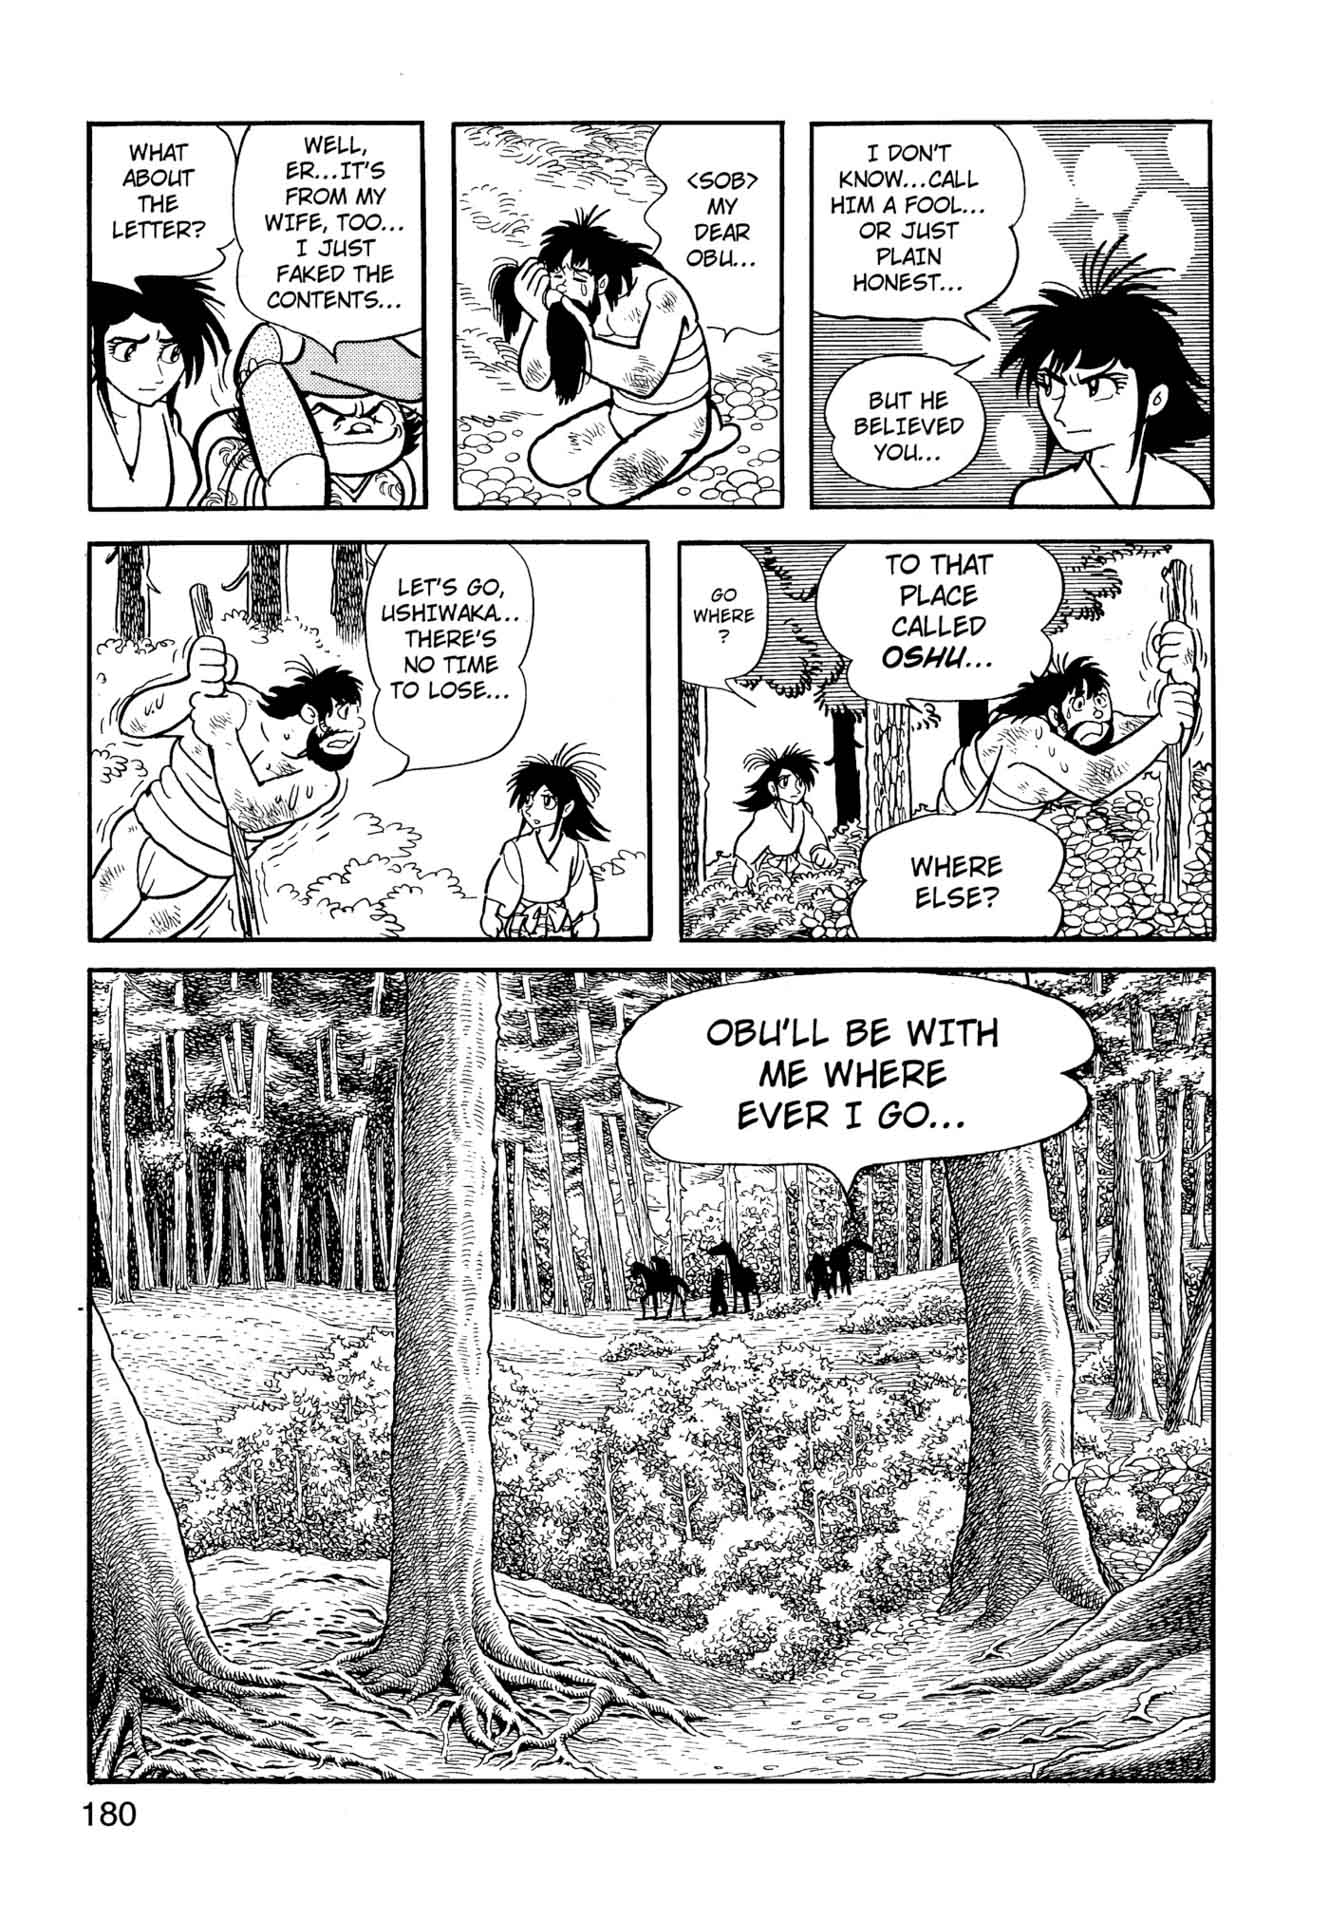 WHAT
ABOUT
THE
LETTER?
WELL,
ER...IT'S
FROM MY
WIFE, TOO...
I JUST
FAKED THE
CONTENTS...
<SOB>
MY
DEAR
OBU...
I DON'T
KNOW...CALL
HIM A FOOL...
OR JUST
PLAIN
HONEST...
BUT HE
BELIEVED
YOU...
LET'S GO,
USHIWAKA...
THERE'S
NO TIME
TO LOSE...
GO
WHERE
?
TO THAT
PLACE
CALLED
OSHU...
WHERE
ELSE?
OBU'LL BE WITH
ME WHERE
EVER I GO...
180